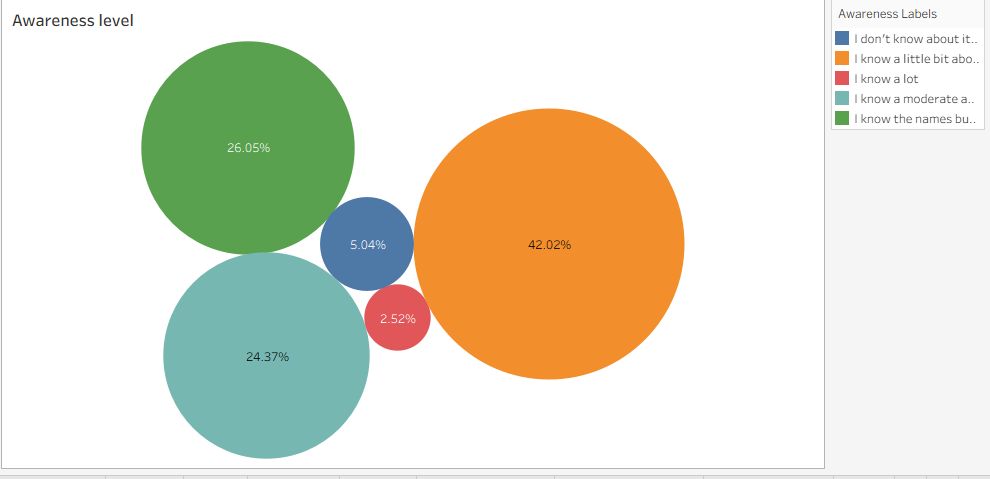 Awareness level
Awareness Labels
I don't know about it..
I know a little bit abo..
I know a lot
I know a moderate a..
I know the names bu..
26.05%
5.04%
42.02%
2.52%
24.37%